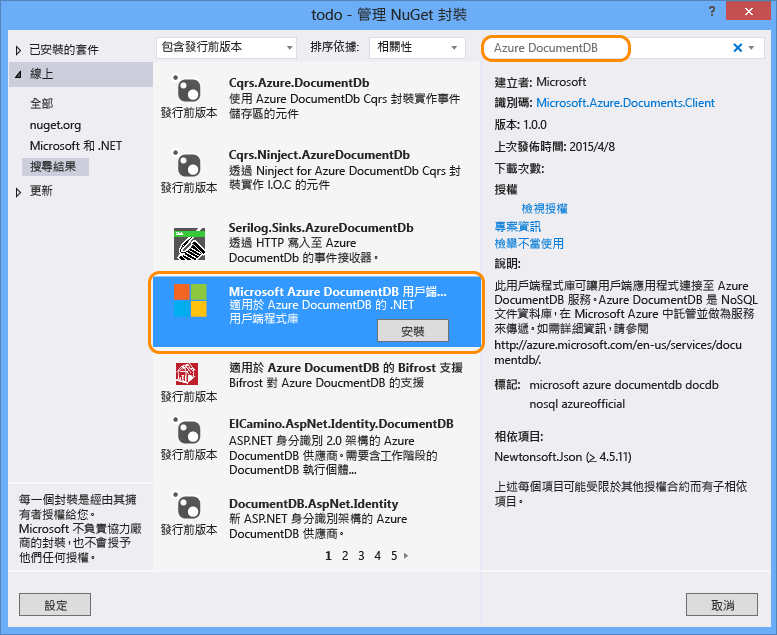 todo - 管理 NuGet 封裝
?
已安裝的套件
線上
全部
nuget.org
Microsoft 和 .NET
搜尋結果
更新
每一個封裝是經由其擁
有者授權給您。
Microsoft 不負責協力廠
商的封裝，也不會授予
他們任何授權。
設定
包含發行前版本
排序依據:
相關性
Cqrs.Azure.DocumentDb
使用 Azure DocumentDb Cqrs 封裝實作事件
儲存區的元件
發行前版本
Cqrs.Ninject.AzureDocumentDb
透過 Ninject for Azure DocumentDb Cqrs 封
裝實作 I.O.C 的元件
發行前版本
Serilog.Sinks.AzureDocumentDb
透過 HTTP 寫入至 Azure
DocumentDb 的事件接收器。
Microsoft Azure DocumentDB 用戶端...
適用於 Azure DocumentDB 的 .NET
用戶端程式庫
安裝
適用於 Azure DocumentDB 的 Bifrost 支援
Bifrost 對 Azure DoucmentDB 的支援
發行前版本
ElCamino.AspNet.Identity.DocumentDB
ASP.NET 身分識別 2.0 架構的 Azure
DocumentDB 供應商。需要含工作階段的
DocumentDB 執行個體...
發行前版本
DocumentDB.AspNet.Identity
新 ASP.NET 身分識別架構的 Azure
DocumentDB 供應商。
發行前版本
1 2 3 4 5
Azure DocumentDB
建立者: Microsoft
識別碼: Microsoft.Azure.Documents.Client
版本: 1.0.0
上次發佈時間: 2015/4/8
下載次數:
授權
檢視授權
專案資訊
檢舉不當使用
說明:
此用戶端程式庫可讓用戶端應用程式連接至 Azure
DocumentDB 服務。Azure DocumentDB 是 NoSQL
文件資料庫，在 Microsoft Azure 中託管並做為服務
來傳遞。如需詳細資訊，請參閱
http://azure.microsoft.com/en-us/services/docu
mentdb/.
標記: microsoft azure documentdb docdb
nosql azureofficial
相依項目:
Newtonsoft.Json (≥ 4.5.11)
上述每個項目可能受限於其他授權合約而有子相依
項目。
取消